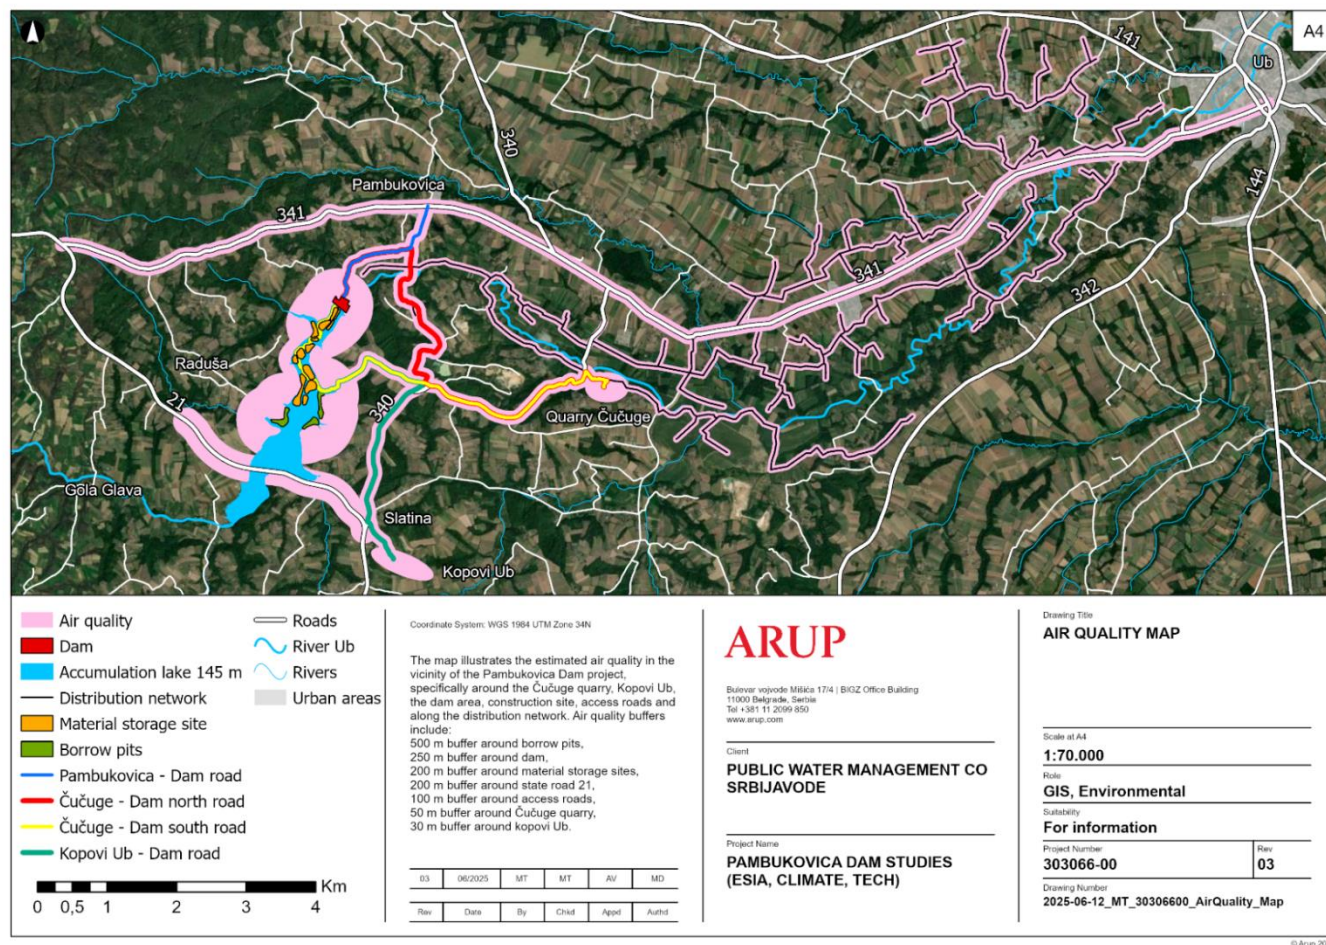 A4
141
Ub
340
Pambukovica
341
144
341
342
Raduša
340
21
Quarry Čučuge
Gola Glava
Slatina
Kopovi Ub
Air quality
Dam
Accumulation lake 145 m
Distribution network
Material storage site
Borrow pits
Pambukovica - Dam road
Čučuge - Dam north road
Čučuge - Dam south road
Kopovi Ub - Dam road
Roads
River Ub
Rivers
Urban areas
Km
0 0,5 1 2 3 4
Coordinate System: WGS 1984 UTM Zone 34N
The map illustrates the estimated air quality in the
vicinity of the Pambukovica Dam project,
specifically around the Čučuge quarry, Kopovi Ub,
the dam area, construction site, access roads and
along the distribution network. Air quality buffers
include:
500 m buffer around borrow pits,
250 m buffer around dam,
200 m buffer around material storage sites,
200 m buffer around state road 21,
100 m buffer around access roads,
50 m buffer around Čučuge quarry,
30 m buffer around kopovi Ub.
03 06/2025 MT MT AV MD
Rev Date By Chkd Appd Authd
ARUP
Bulevar vojvode Mišića 17/4 | BIGZ Office Building
11000 Belgrade, Serbia
Tel +381 11 2099 850
www.arup.com
Client
PUBLIC WATER MANAGEMENT CO
SRBIJAVODE
Project Name
PAMBUKOVICA DAM STUDIES
(ESIA, CLIMATE, TECH)
Drawing Title
AIR QUALITY MAP
Scale at A4
1:70.000
Role
GIS, Environmental
Suitability
For information
Project Number
303066-00
Rev
03
Drawing Number
2025-06-12_MT_30306600_AirQuality_Map
© Arup